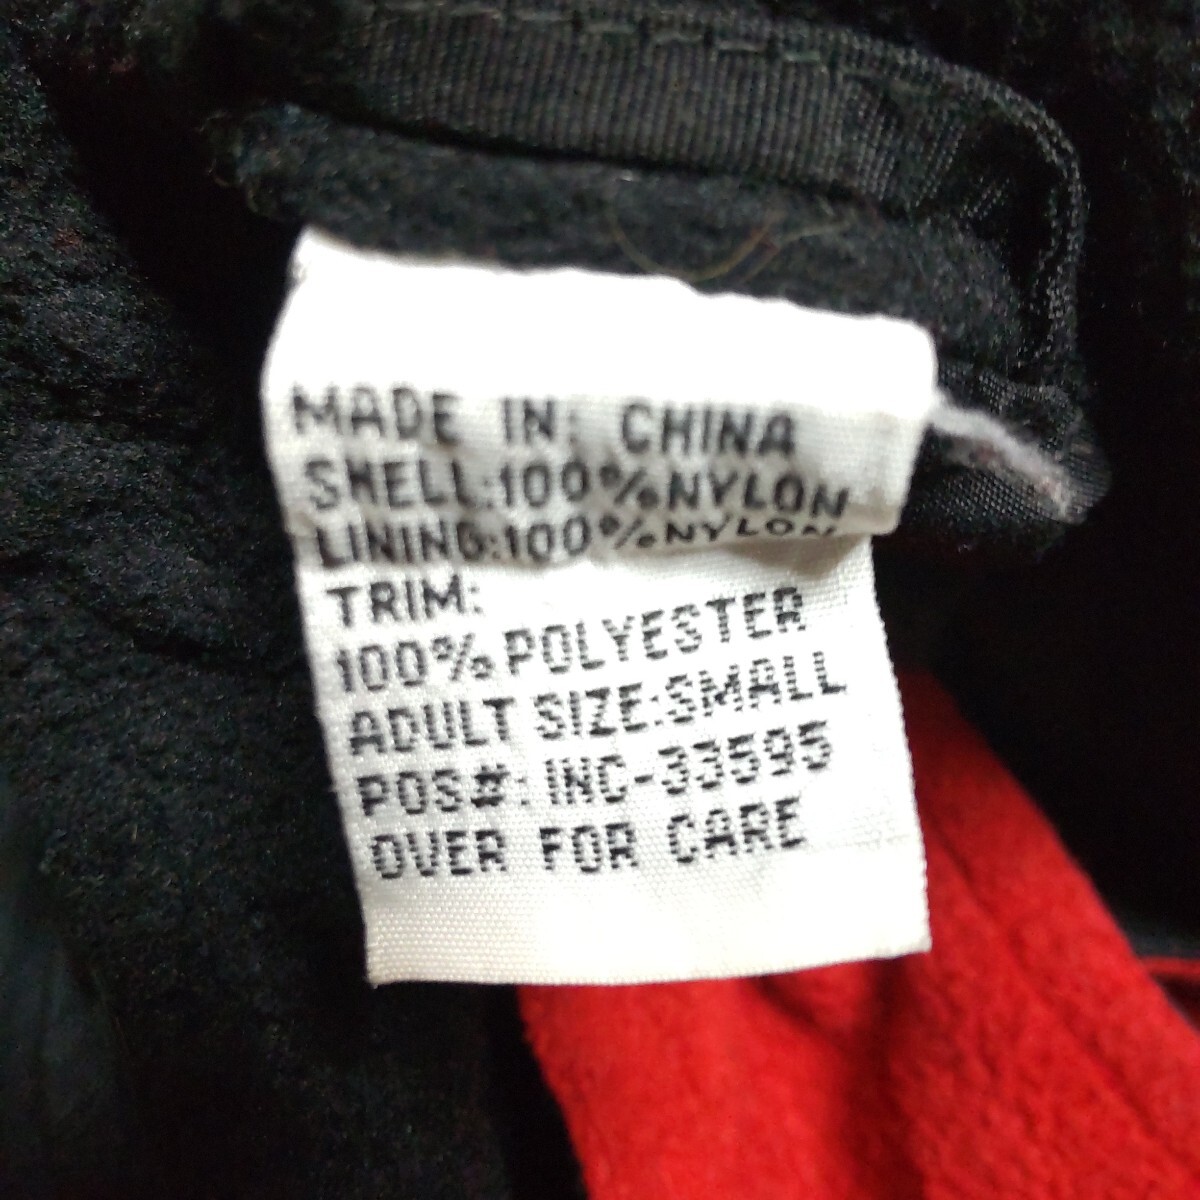 MADE IN: CHINA
SHELL:100%NYLON
LINING:100%NYLON
TRIM:
100%POLYESTER
ADULT SIZE:SMALL
POS#: INC-33595
OVER FOR CARE